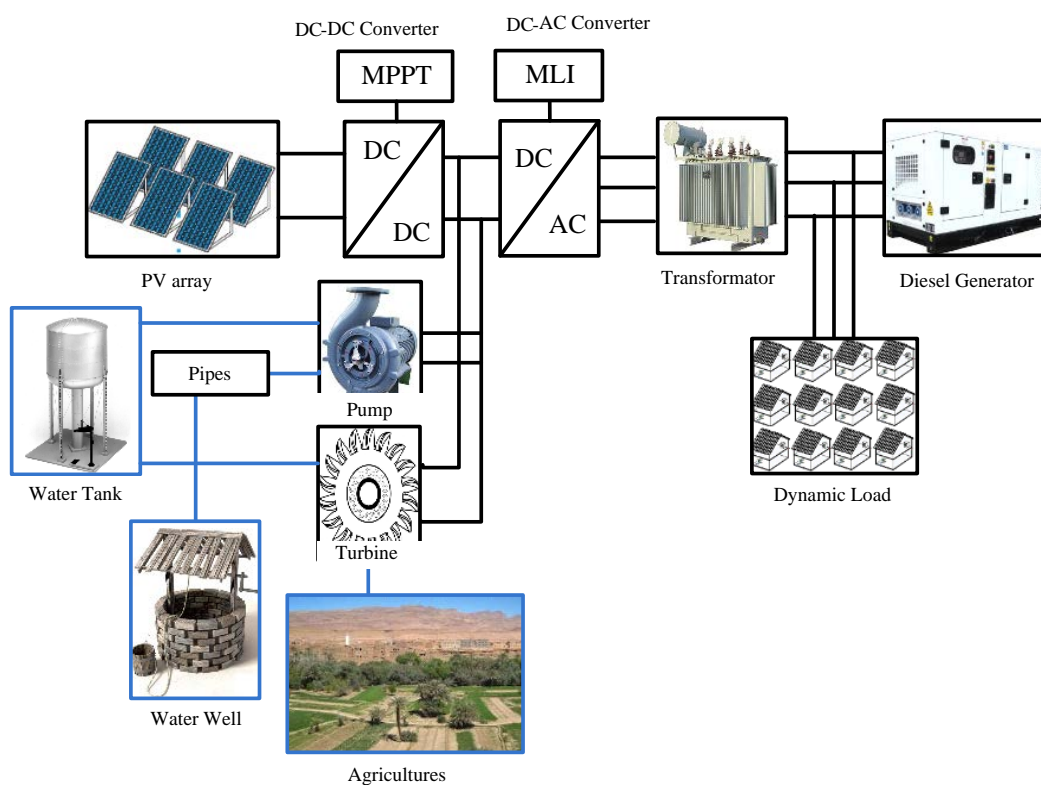 DC-DC Converter
DC-AC Converter
MPPT
MLI
DC
DC
DC
AC
PV array
Transformator
Diesel Generator
Pipes
Pump
Water Tank
Dynamic Load
Turbine
Water Well
Agricultures